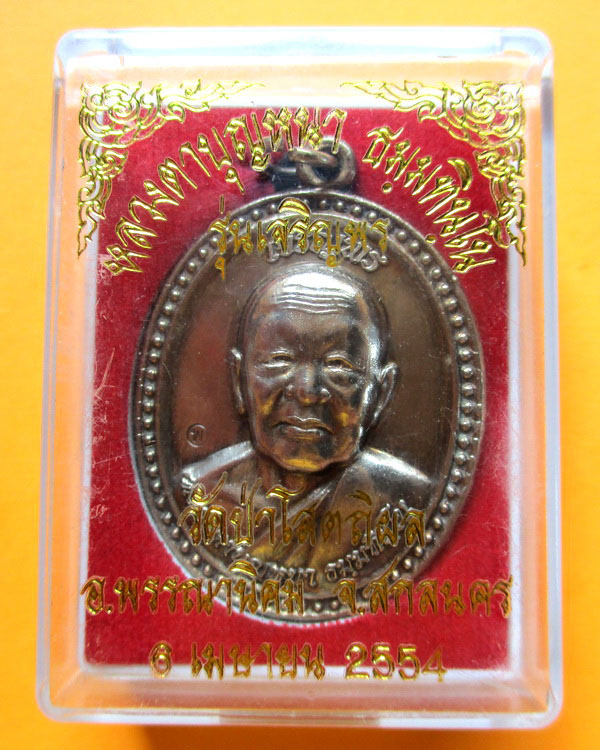 หลวงตาบุญหนา ธมฺมทินฺโน
รุ่นเจริญพร
วัดป่าโสตถิผล
อ.พรรณานิคม จ.สกลนคร
6 เมษายน 2554